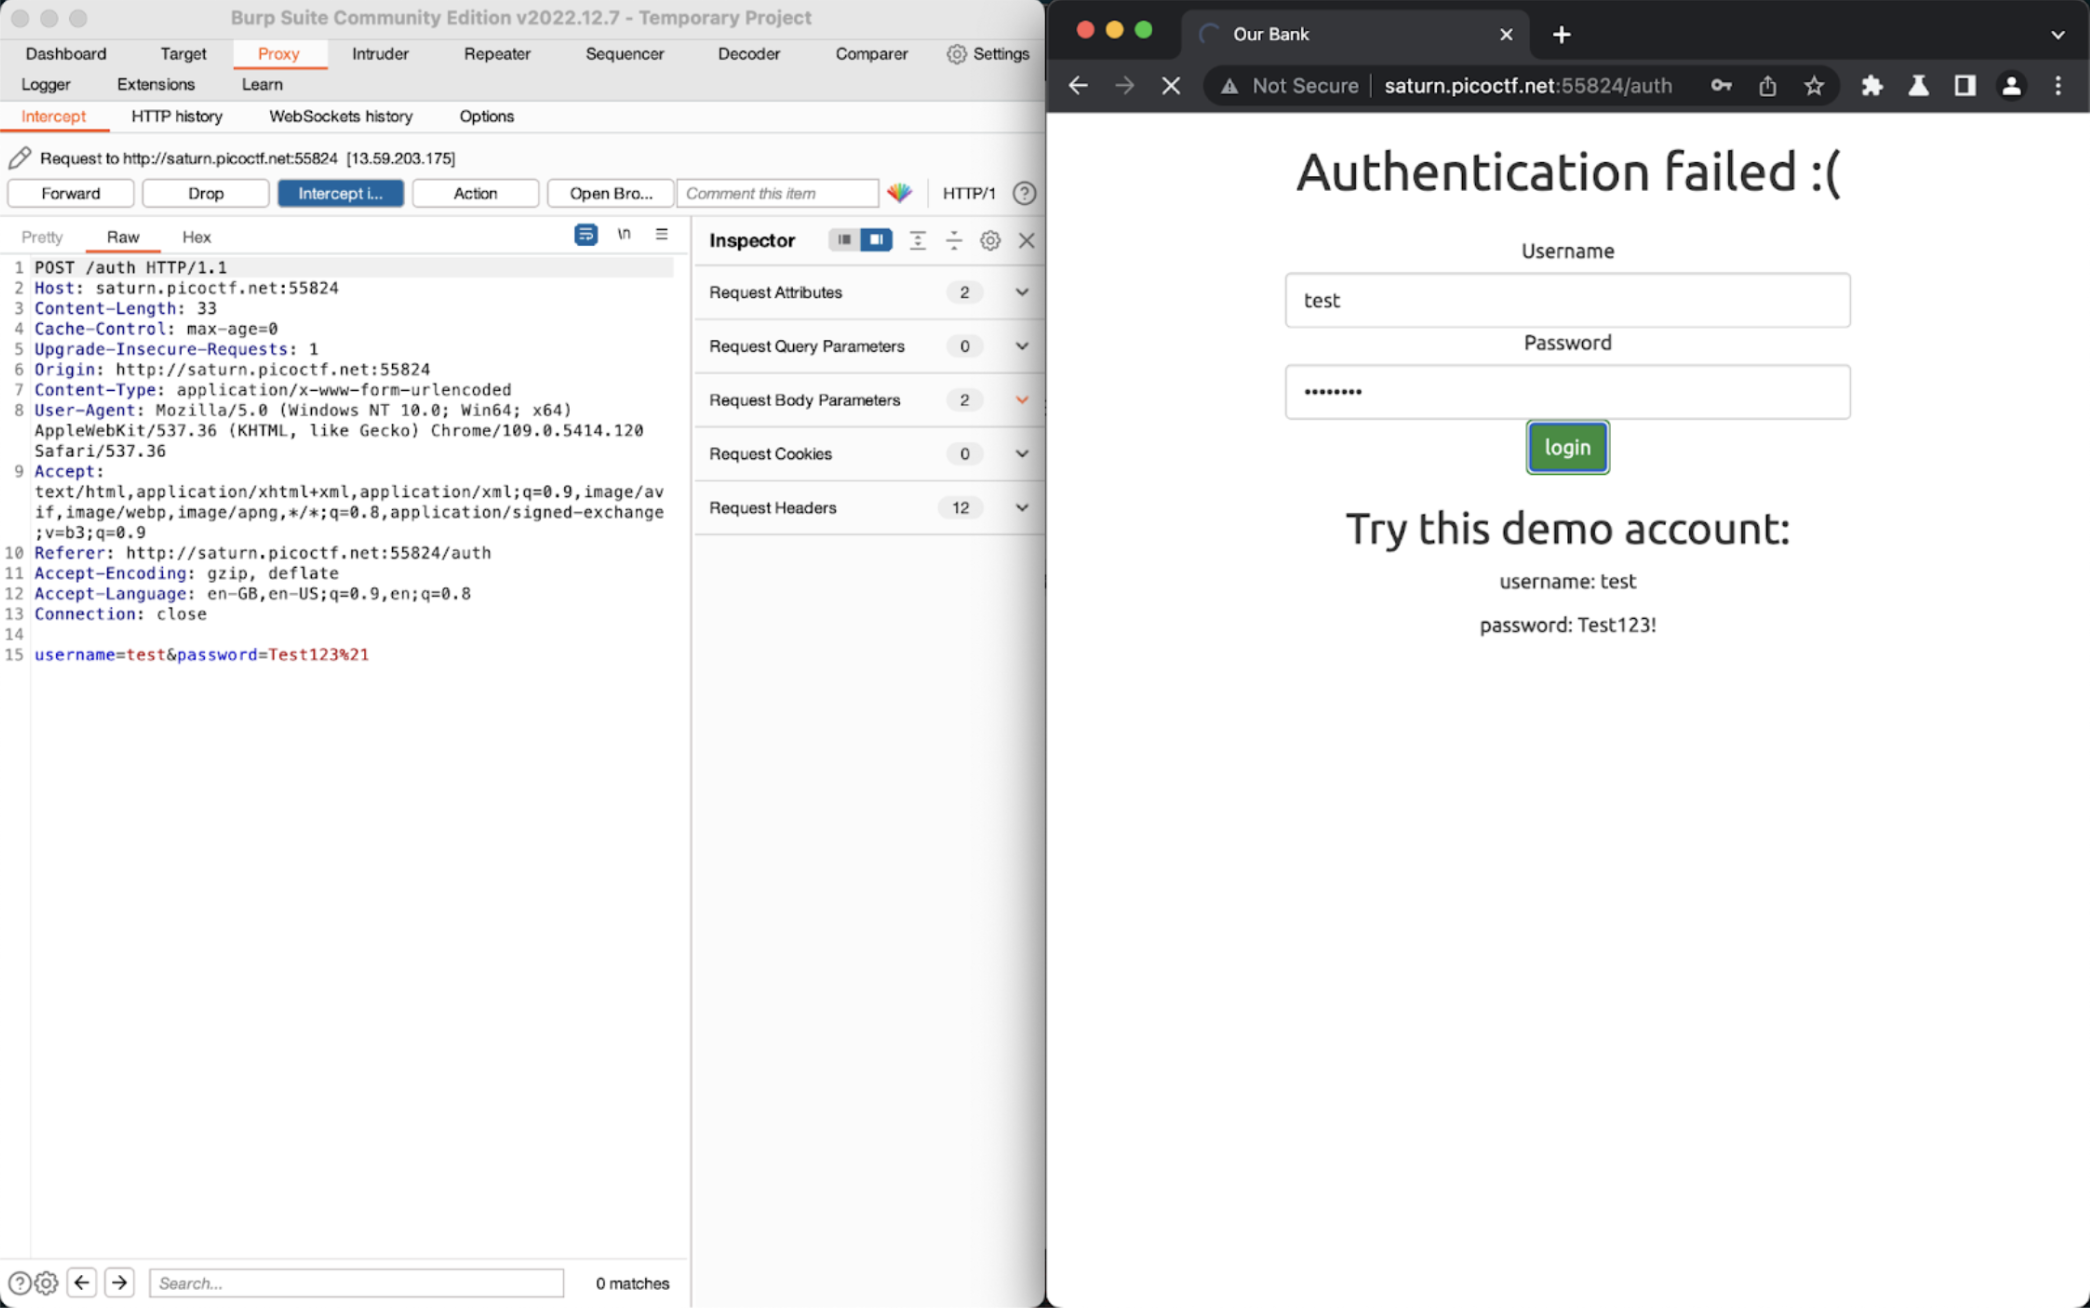 Burp Suite Community Edition v2022.12.7 - Temporary Project
Dashboard Target Proxy Intruder Repeater Sequencer Decoder Comparer Settings
Logger Extensions Learn
Intercept HTTP history WebSockets history Options
Request to http://saturn.picoctf.net:55824 [13.59.203.175]
Forward Drop Intercept i... Action Open Bro... Comment this item HTTP/1 ?
Pretty Raw Hex \n
1 POST /auth HTTP/1.1
2 Host: saturn.picoctf.net:55824
3 Content-Length: 33
4 Cache-Control: max-age=0
5 Upgrade-Insecure-Requests: 1
6 Origin: http://saturn.picoctf.net:55824
7 Content-Type: application/x-www-form-urlencoded
8 User-Agent: Mozilla/5.0 (Windows NT 10.0; Win64; x64)
AppleWebKit/537.36 (KHTML, like Gecko) Chrome/109.0.5414.120
Safari/537.36
9 Accept:
text/html,application/xhtml+xml,application/xml;q=0.9,image/av
if,image/webp,image/apng,*/*;q=0.8,application/signed-exchange
;v=b3;q=0.9
10 Referer: http://saturn.picoctf.net:55824/auth
11 Accept-Encoding: gzip, deflate
12 Accept-Language: en-GB,en-US;q=0.9,en;q=0.8
13 Connection: close
14
15 username=test&password=Test123%21
Search...
0 matches
Inspector
Request Attributes 2
Request Query Parameters 0
Request Body Parameters 2
Request Cookies 0
Request Headers 12
Our Bank
Not Secure saturn.picoctf.net:55824/auth
Authentication failed :(
Username
test
Password
••••••••
login
Try this demo account:
username: test
password: Test123!